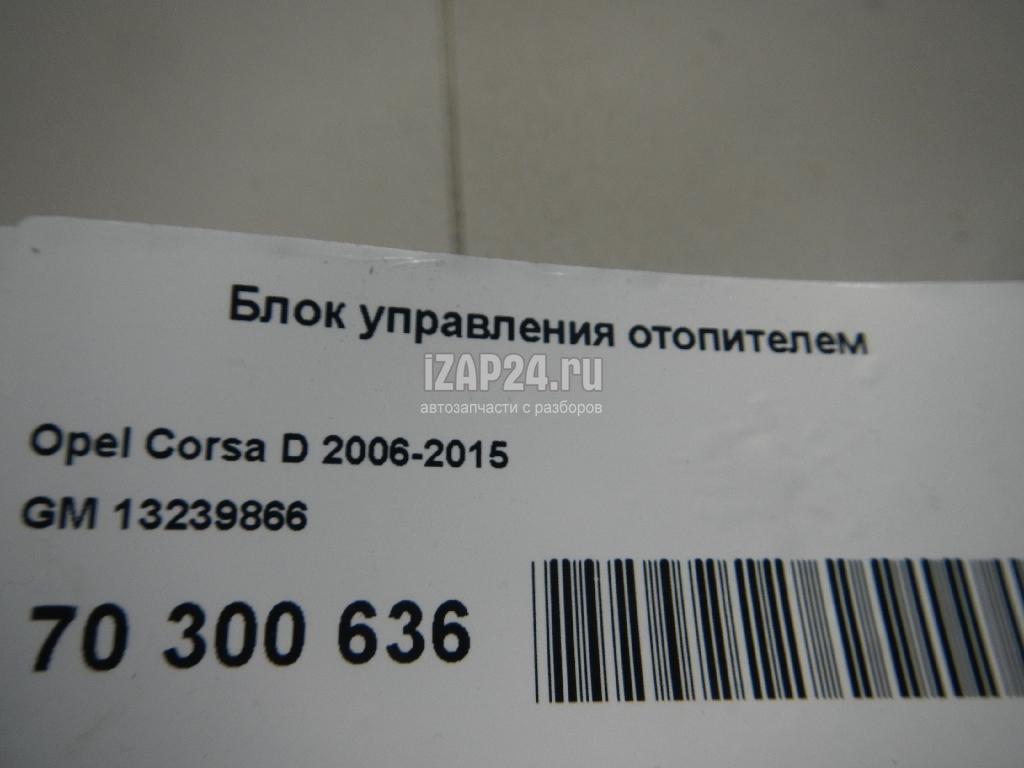 Блок управления отопителем
iZAP24.ru
автозапчасти с разборов
Opel Corsa D 2006-2015
GM 13239866
70 300 636